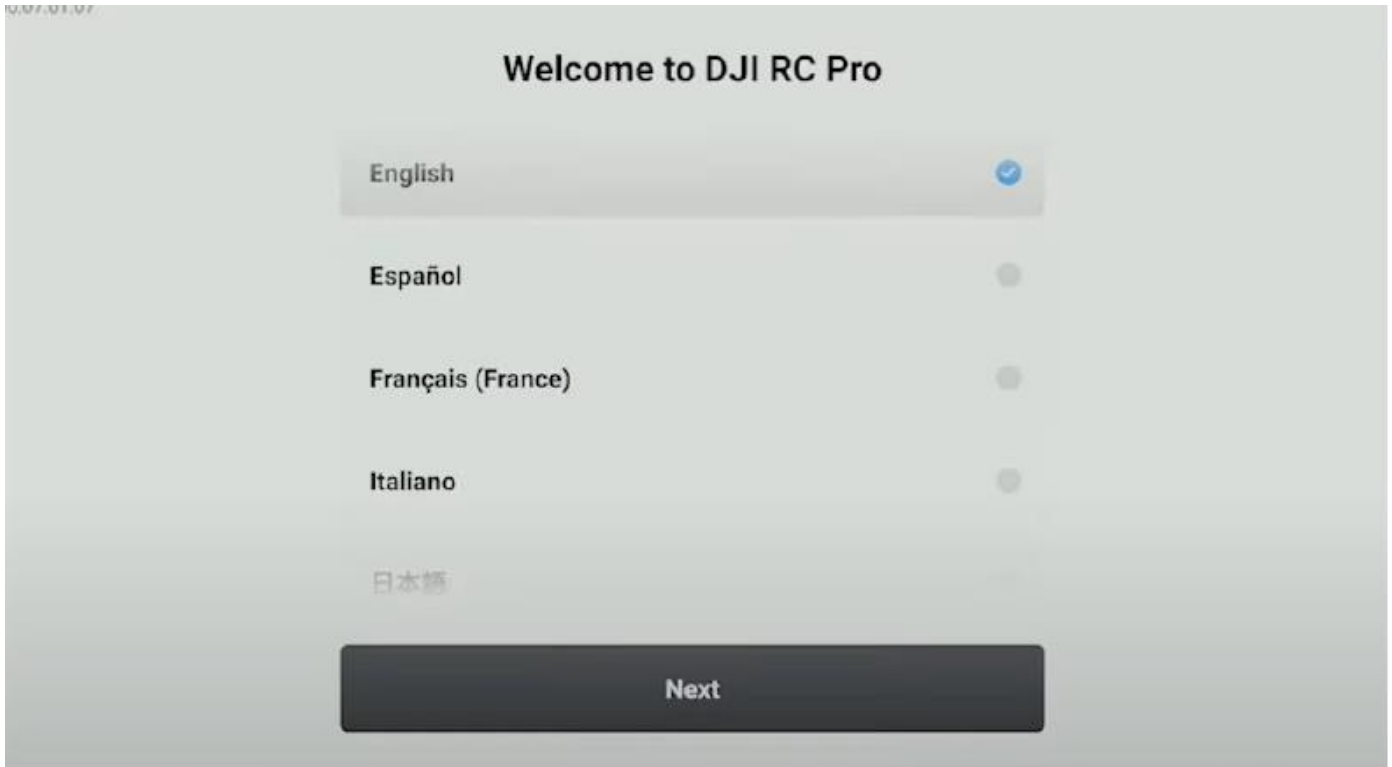 Welcome to DJI RC Pro
English
Español
Français (France)
Italiano
日本語
Next